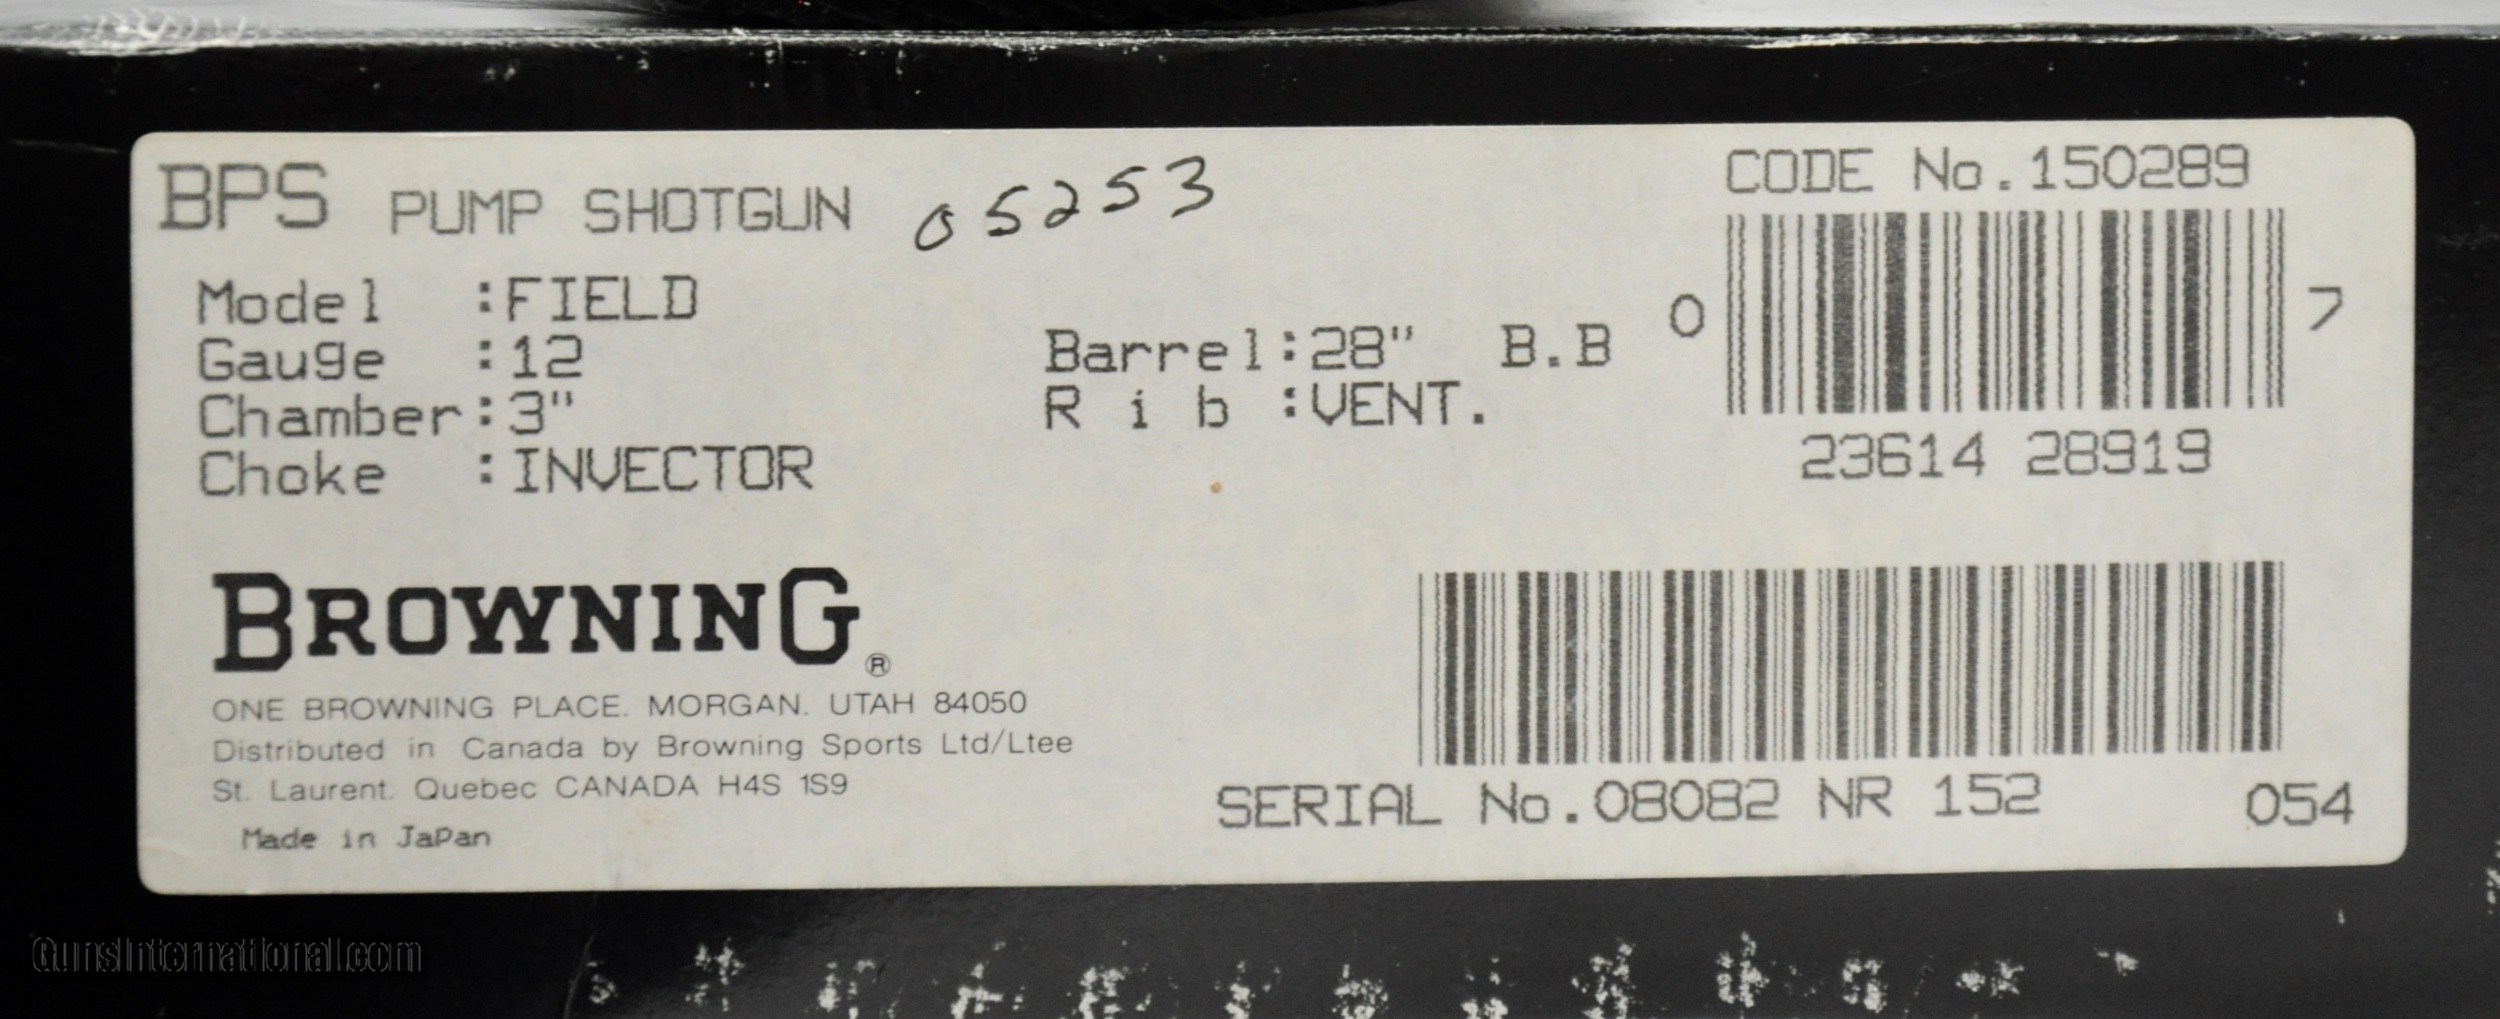 BPS PUMP SHOTGUN 05253
CODE No.150289
Model :FIELD
Gauge :12
Barrel:28" B.B
Chamber:3"
R i b :VENT.
Choke :INVECTOR
0 7
23614 28919
BROWNING®
ONE BROWNING PLACE. MORGAN. UTAH 84050
Distributed in Canada by Browning Sports Ltd/Ltee
St. Laurent. Quebec CANADA H4S 1S9
Made in JaPan
SERIAL No.08082 NR 152 054
GunsInternational.com